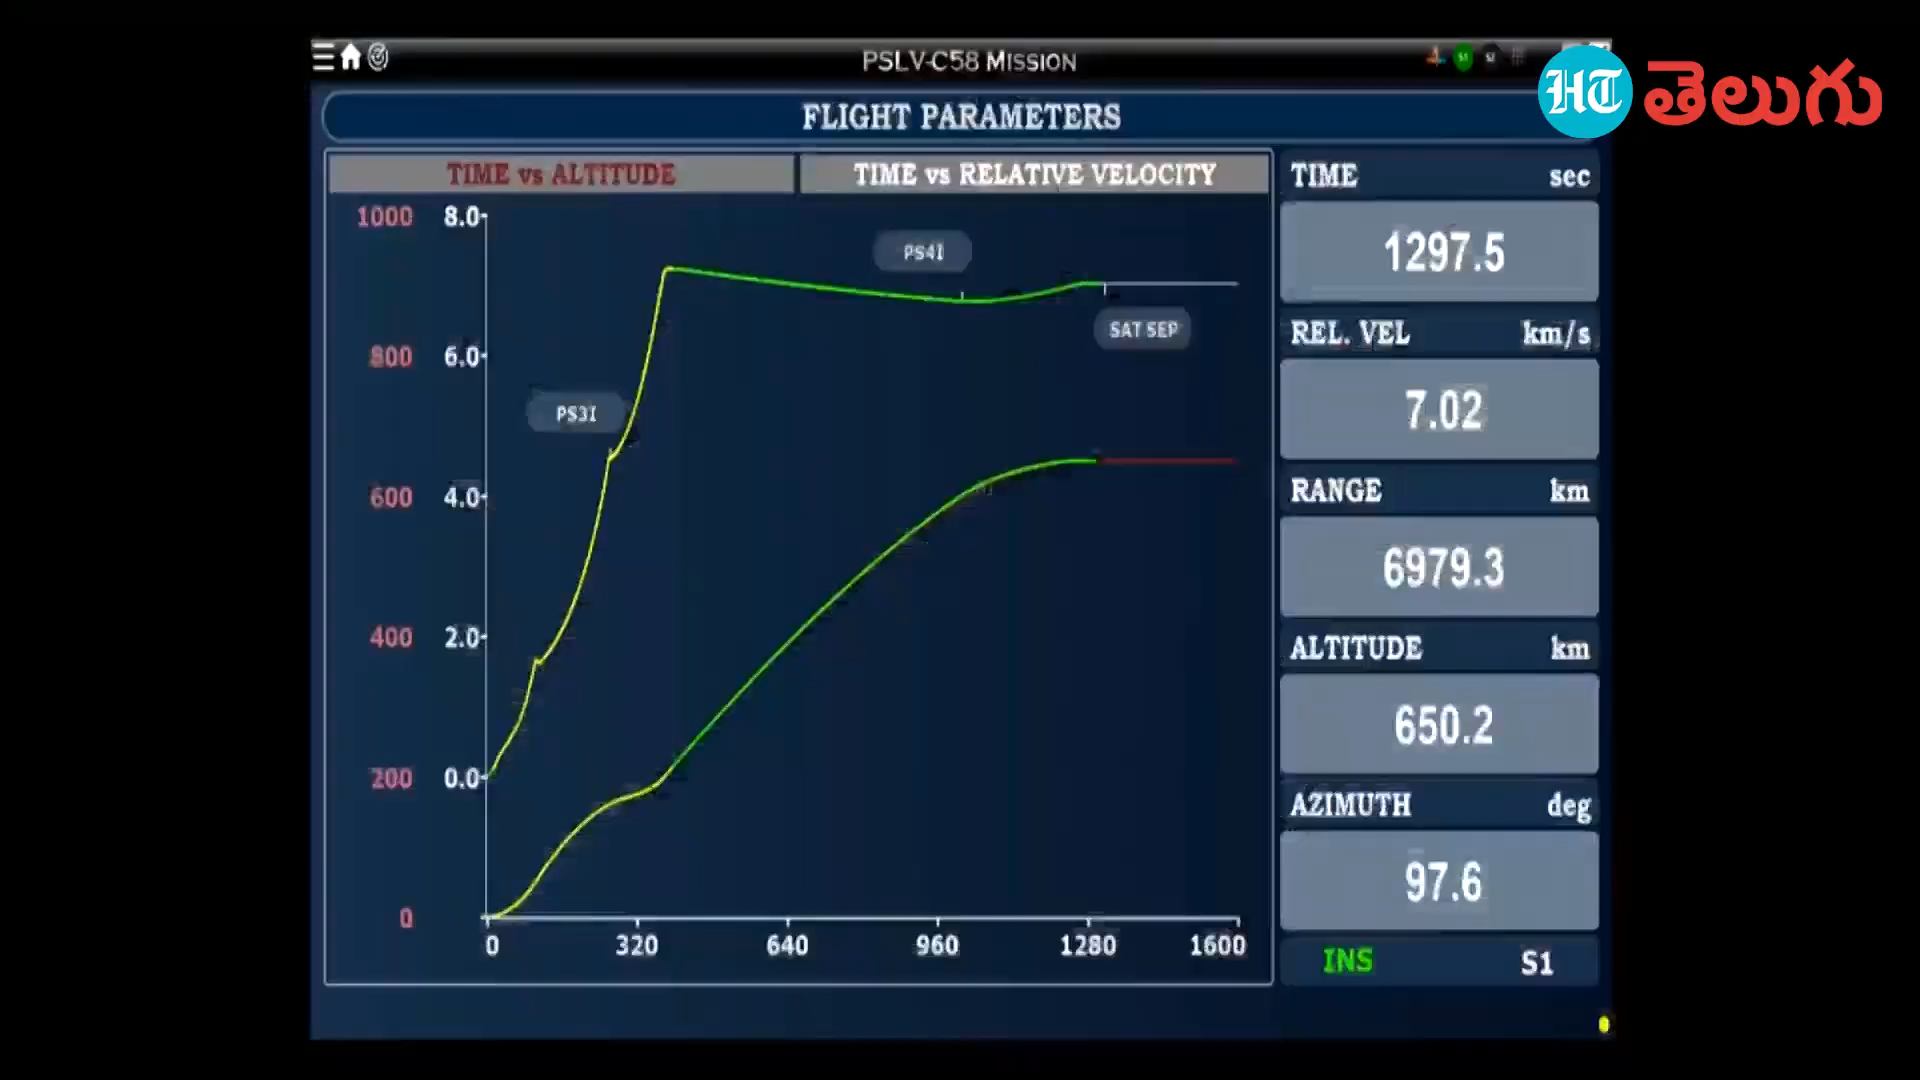 PSLV-C58 MISSION
HT తెలుగు
FLIGHT PARAMETERS
TIME vs ALTITUDE
TIME vs RELATIVE VELOCITY
1000 8.0
800 6.0
600 4.0
400 2.0
200 0.0
0
0 320 640 960 1280 1600
PS3I
PS4I
SAT SEP
TIME sec
1297.5
REL. VEL km/s
7.02
RANGE km
6979.3
ALTITUDE km
650.2
AZIMUTH deg
97.6
INS S1